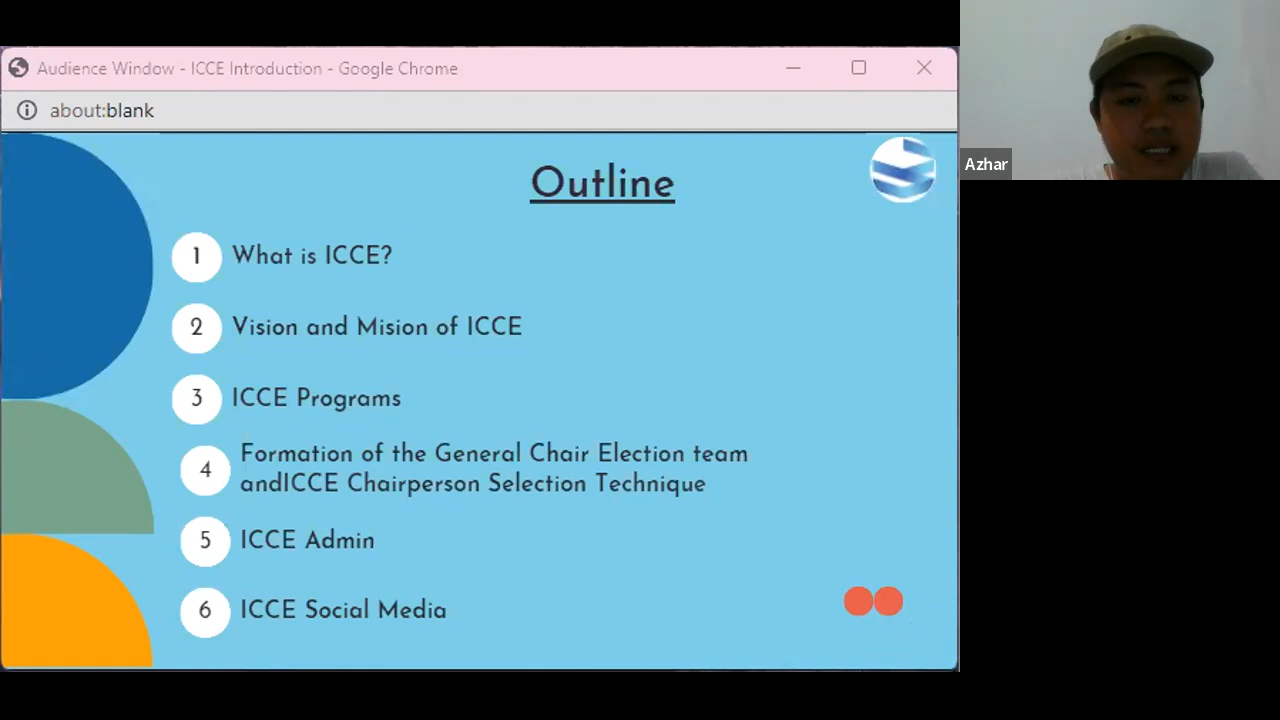 Audience Window - ICCE Introduction - Google Chrome
about:blank
Outline
1 What is ICCE?
2 Vision and Mision of ICCE
3 ICCE Programs
4 Formation of the General Chair Election team
andICCE Chairperson Selection Technique
5 ICCE Admin
6 ICCE Social Media
Azhar